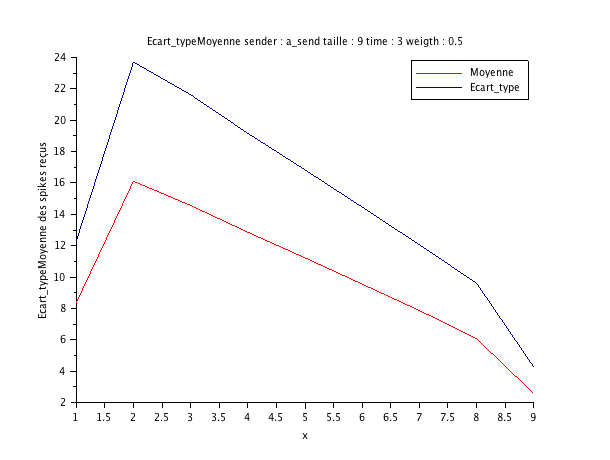 Ecart_typeMoyenne sender : a_send taille : 9 time : 3 weigth : 0.5
Moyenne
Ecart_type
Ecart_typeMoyenne des spikes reçus
24
22
20
18
16
14
12
10
8
6
4
2
1 1.5 2 2.5 3 3.5 4 4.5 5 5.5 6 6.5 7 7.5 8 8.5 9
x